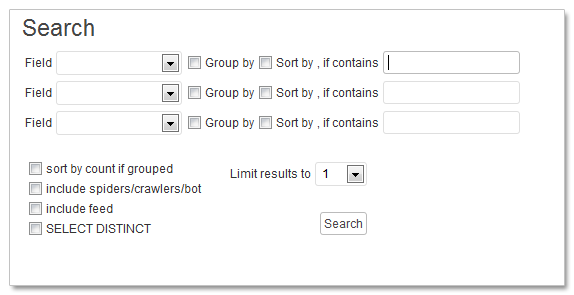 Search
Field Group by Sort by , if contains
Field Group by Sort by , if contains
Field Group by Sort by , if contains
sort by count if grouped
Limit results to 1
include spiders/crawlers/bot
include feed
Search
SELECT DISTINCT